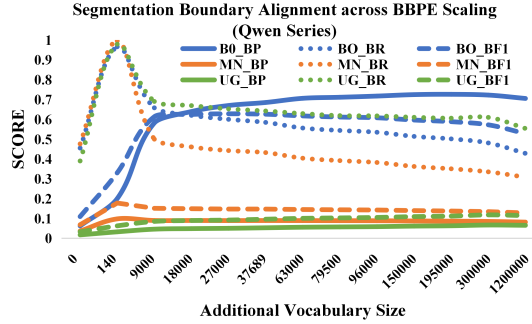 Segmentation Boundary Alignment across BBPE Scaling
(Qwen Series)
B0_BP BO_BR BO_BF1
MN_BP MN_BR MN_BF1
UG_BP UG_BR UG_BF1
SCORE
1
0.9
0.8
0.7
0.6
0.5
0.4
0.3
0.2
0.1
0
0 140 9000 18000 27000 37689 63000 79500 96000 150000 195000 300000 1200000
Additional Vocabulary Size